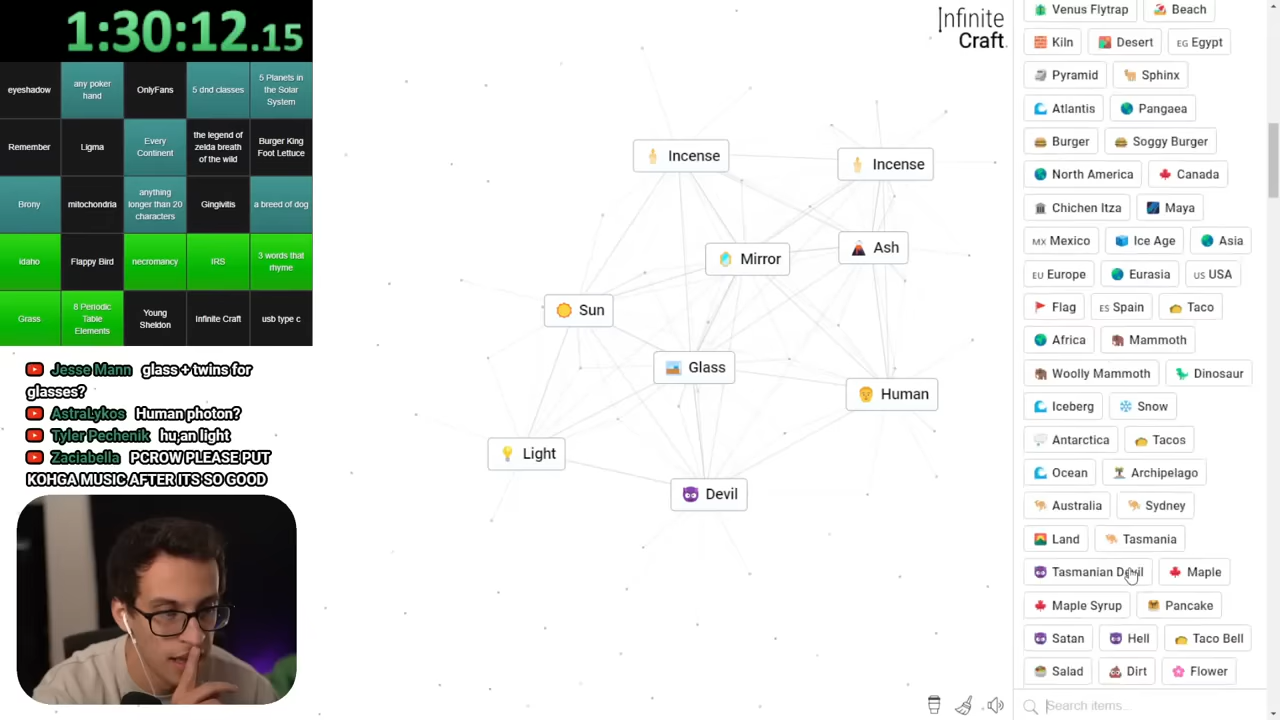 1:30:12.15
eyeshadow
any poker
hand
OnlyFans
5 dnd classes
5 Planets in
the Solar
System
Remember
Ligma
Every
Continent
the legend of
zelda breath
of the wild
Burger King
Foot Lettuce
Brony
mitochondria
anything
longer than 20
characters
Gingivitis
a breed of dog
idaho
Flappy Bird
necromancy
IRS
3 words that
rhyme
Grass
8 Periodic
Table
Elements
Young
Sheldon
Infinite Craft
usb type c
Jesse Mann glass + twins for
glasses?
AstraLykos Human photon?
Tyler Pechenik hu,an light
Zaclabella PCROW PLEASE PUT
KOHGA MUSIC AFTER ITS SO GOOD
Infinite
Craft
Incense
Incense
Mirror
Ash
Sun
Glass
Human
Light
Devil
Venus Flytrap Beach
Kiln Desert EG Egypt
Pyramid Sphinx
Atlantis Pangaea
Burger Soggy Burger
North America Canada
Chichen Itza Maya
MX Mexico Ice Age Asia
EU Europe Eurasia US USA
Flag ES Spain Taco
Africa Mammoth
Woolly Mammoth Dinosaur
Iceberg Snow
Antarctica Tacos
Ocean Archipelago
Australia Sydney
Land Tasmania
Tasmanian Devil Maple
Maple Syrup Pancake
Satan Hell Taco Bell
Salad Dirt Flower
Search items...